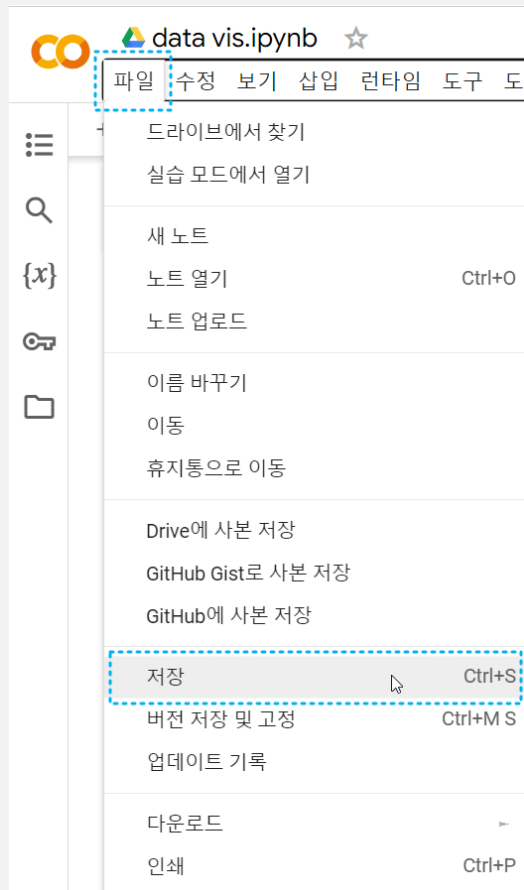 data vis.ipynb
파일 수정 보기 삽입 런타임 도구 도
드라이브에서 찾기
실습 모드에서 열기
새 노트
노트 열기 Ctrl+O
노트 업로드
이름 바꾸기
이동
휴지통으로 이동
Drive에 사본 저장
GitHub Gist로 사본 저장
GitHub에 사본 저장
저장 Ctrl+S
버전 저장 및 고정 Ctrl+M S
업데이트 기록
다운로드
인쇄 Ctrl+P
{x}